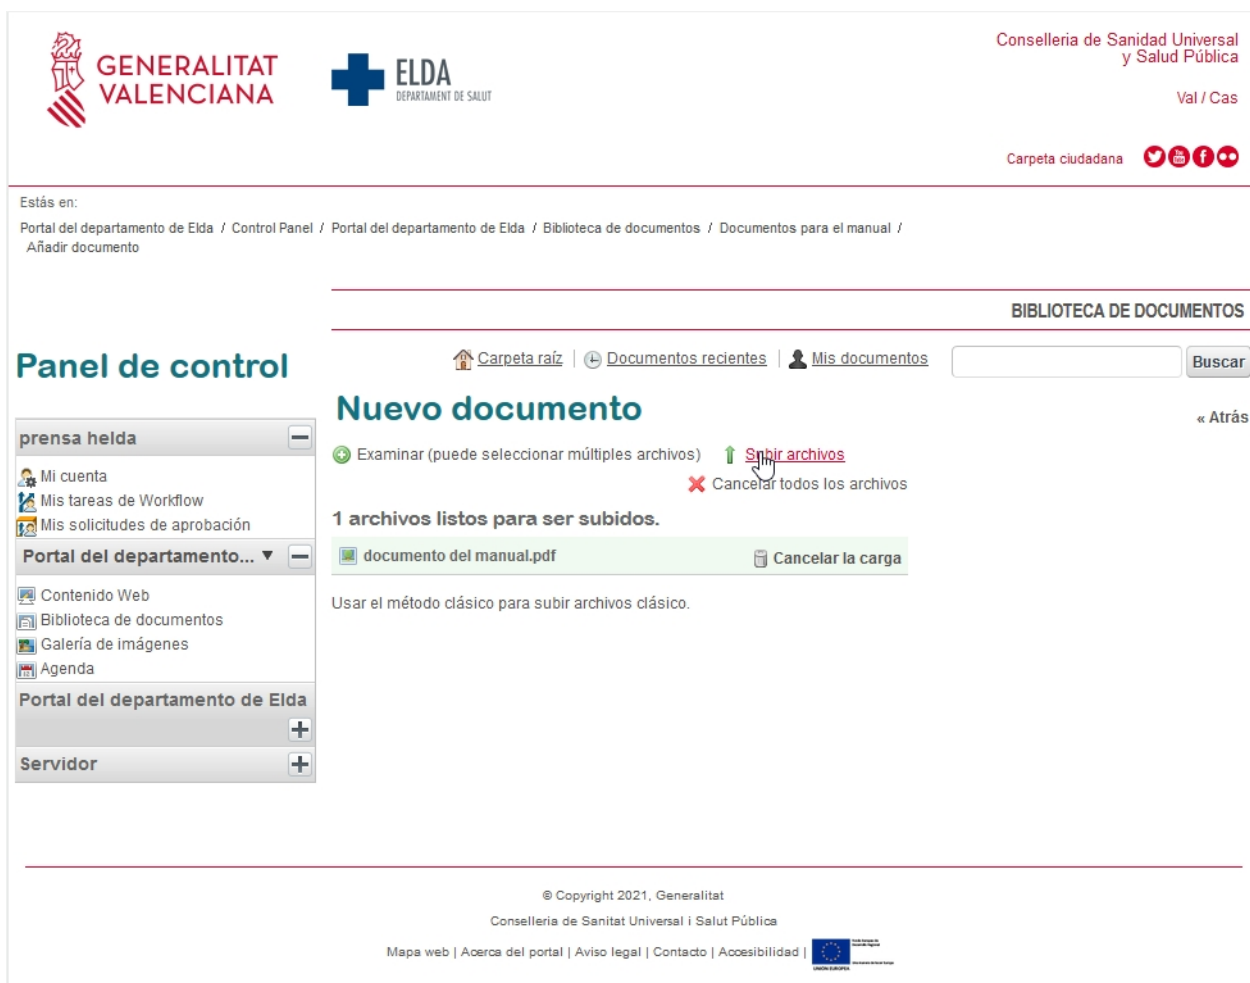 GENERALITAT
VALENCIANA
ELDA
DEPARTAMENT DE SALUT
Conselleria de Sanidad Universal
y Salud Pública
Val / Cas
Carpeta ciudadana
Estás en:
Portal del departamento de Elda / Control Panel / Portal del departamento de Elda / Biblioteca de documentos / Documentos para el manual /
Añadir documento
BIBLIOTECA DE DOCUMENTOS
Panel de control
Carpeta raíz | Documentos recientes | Mis documentos
Buscar
Nuevo documento
« Atrás
prensa helda
Examinar (puede seleccionar múltiples archivos)
Subir archivos
Mi cuenta
Cancelar todos los archivos
Mis tareas de Workflow
Mis solicitudes de aprobación
1 archivos listos para ser subidos.
Portal del departamento...
documento del manual.pdf
Cancelar la carga
Contenido Web
Usar el método clásico para subir archivos clásico.
Biblioteca de documentos
Galería de imágenes
Agenda
Portal del departamento de Elda
Servidor
© Copyright 2021, Generalitat
Conselleria de Sanitat Universal i Salut Pública
Mapa web | Acerca del portal | Aviso legal | Contacto | Accesibilidad |
UNIÓN EUROPEA